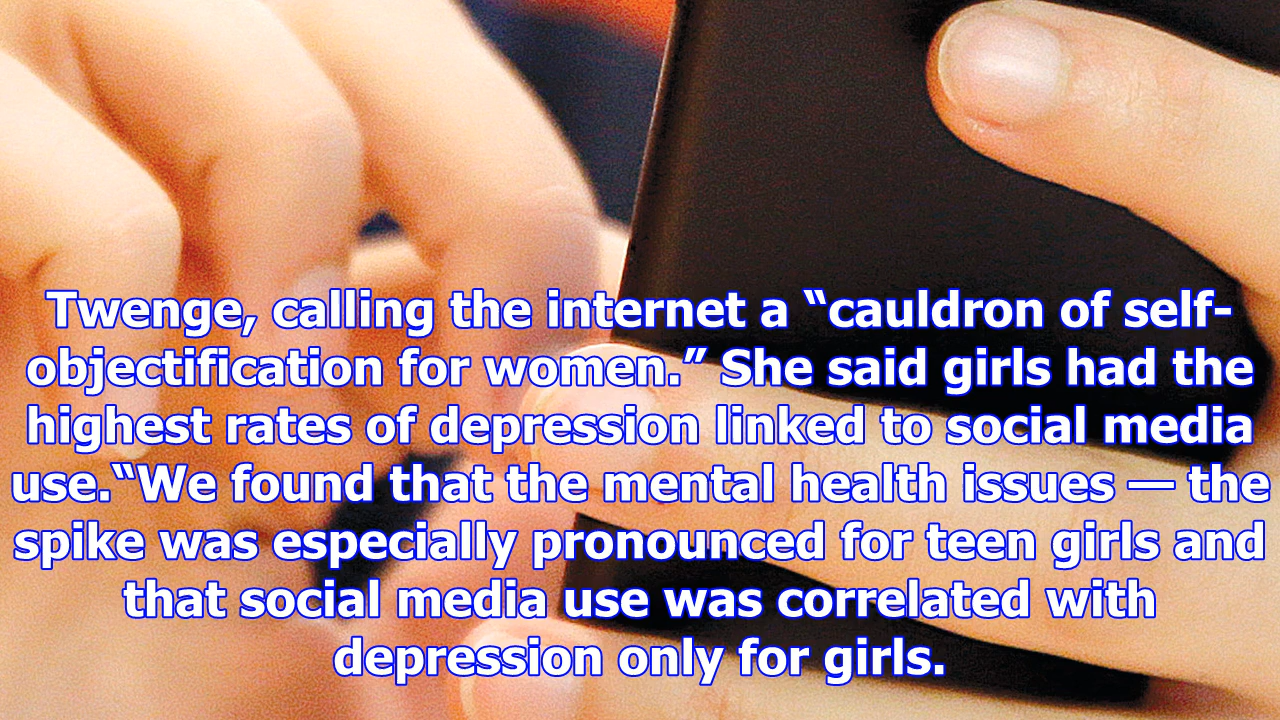 Twenge, calling the internet a “cauldron of self-
objectification for women.” She said girls had the
highest rates of depression linked to social media
use.“We found that the mental health issues — the
spike was especially pronounced for teen girls and
that social media use was correlated with
depression only for girls.